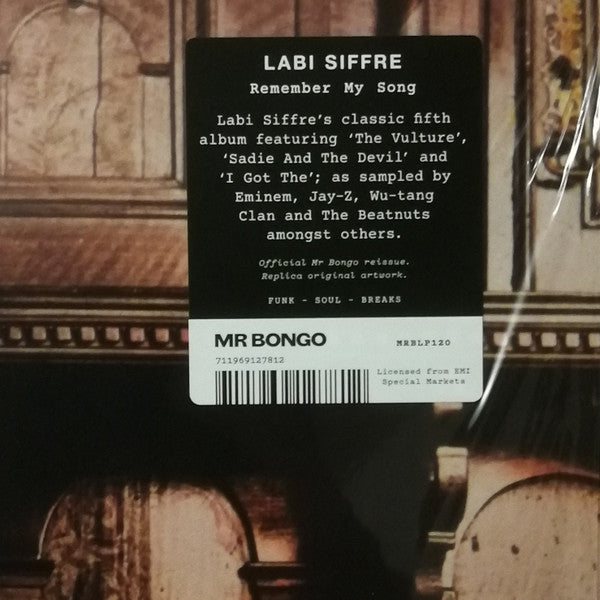 LABI SIFFRE
Remember My Song
Labi Siffre's classic fifth
album featuring 'The Vulture',
'Sadie And The Devil' and
'I Got The'; as sampled by
Eminem, Jay-Z, Wu-tang
Clan and The Beatnuts
amongst others.
Official Mr Bongo reissue.
Replica original artwork.
FUNK - SOUL - BREAKS
MR BONGO
MRBLP120
711969127812
Licensed from EMI
Special Markets